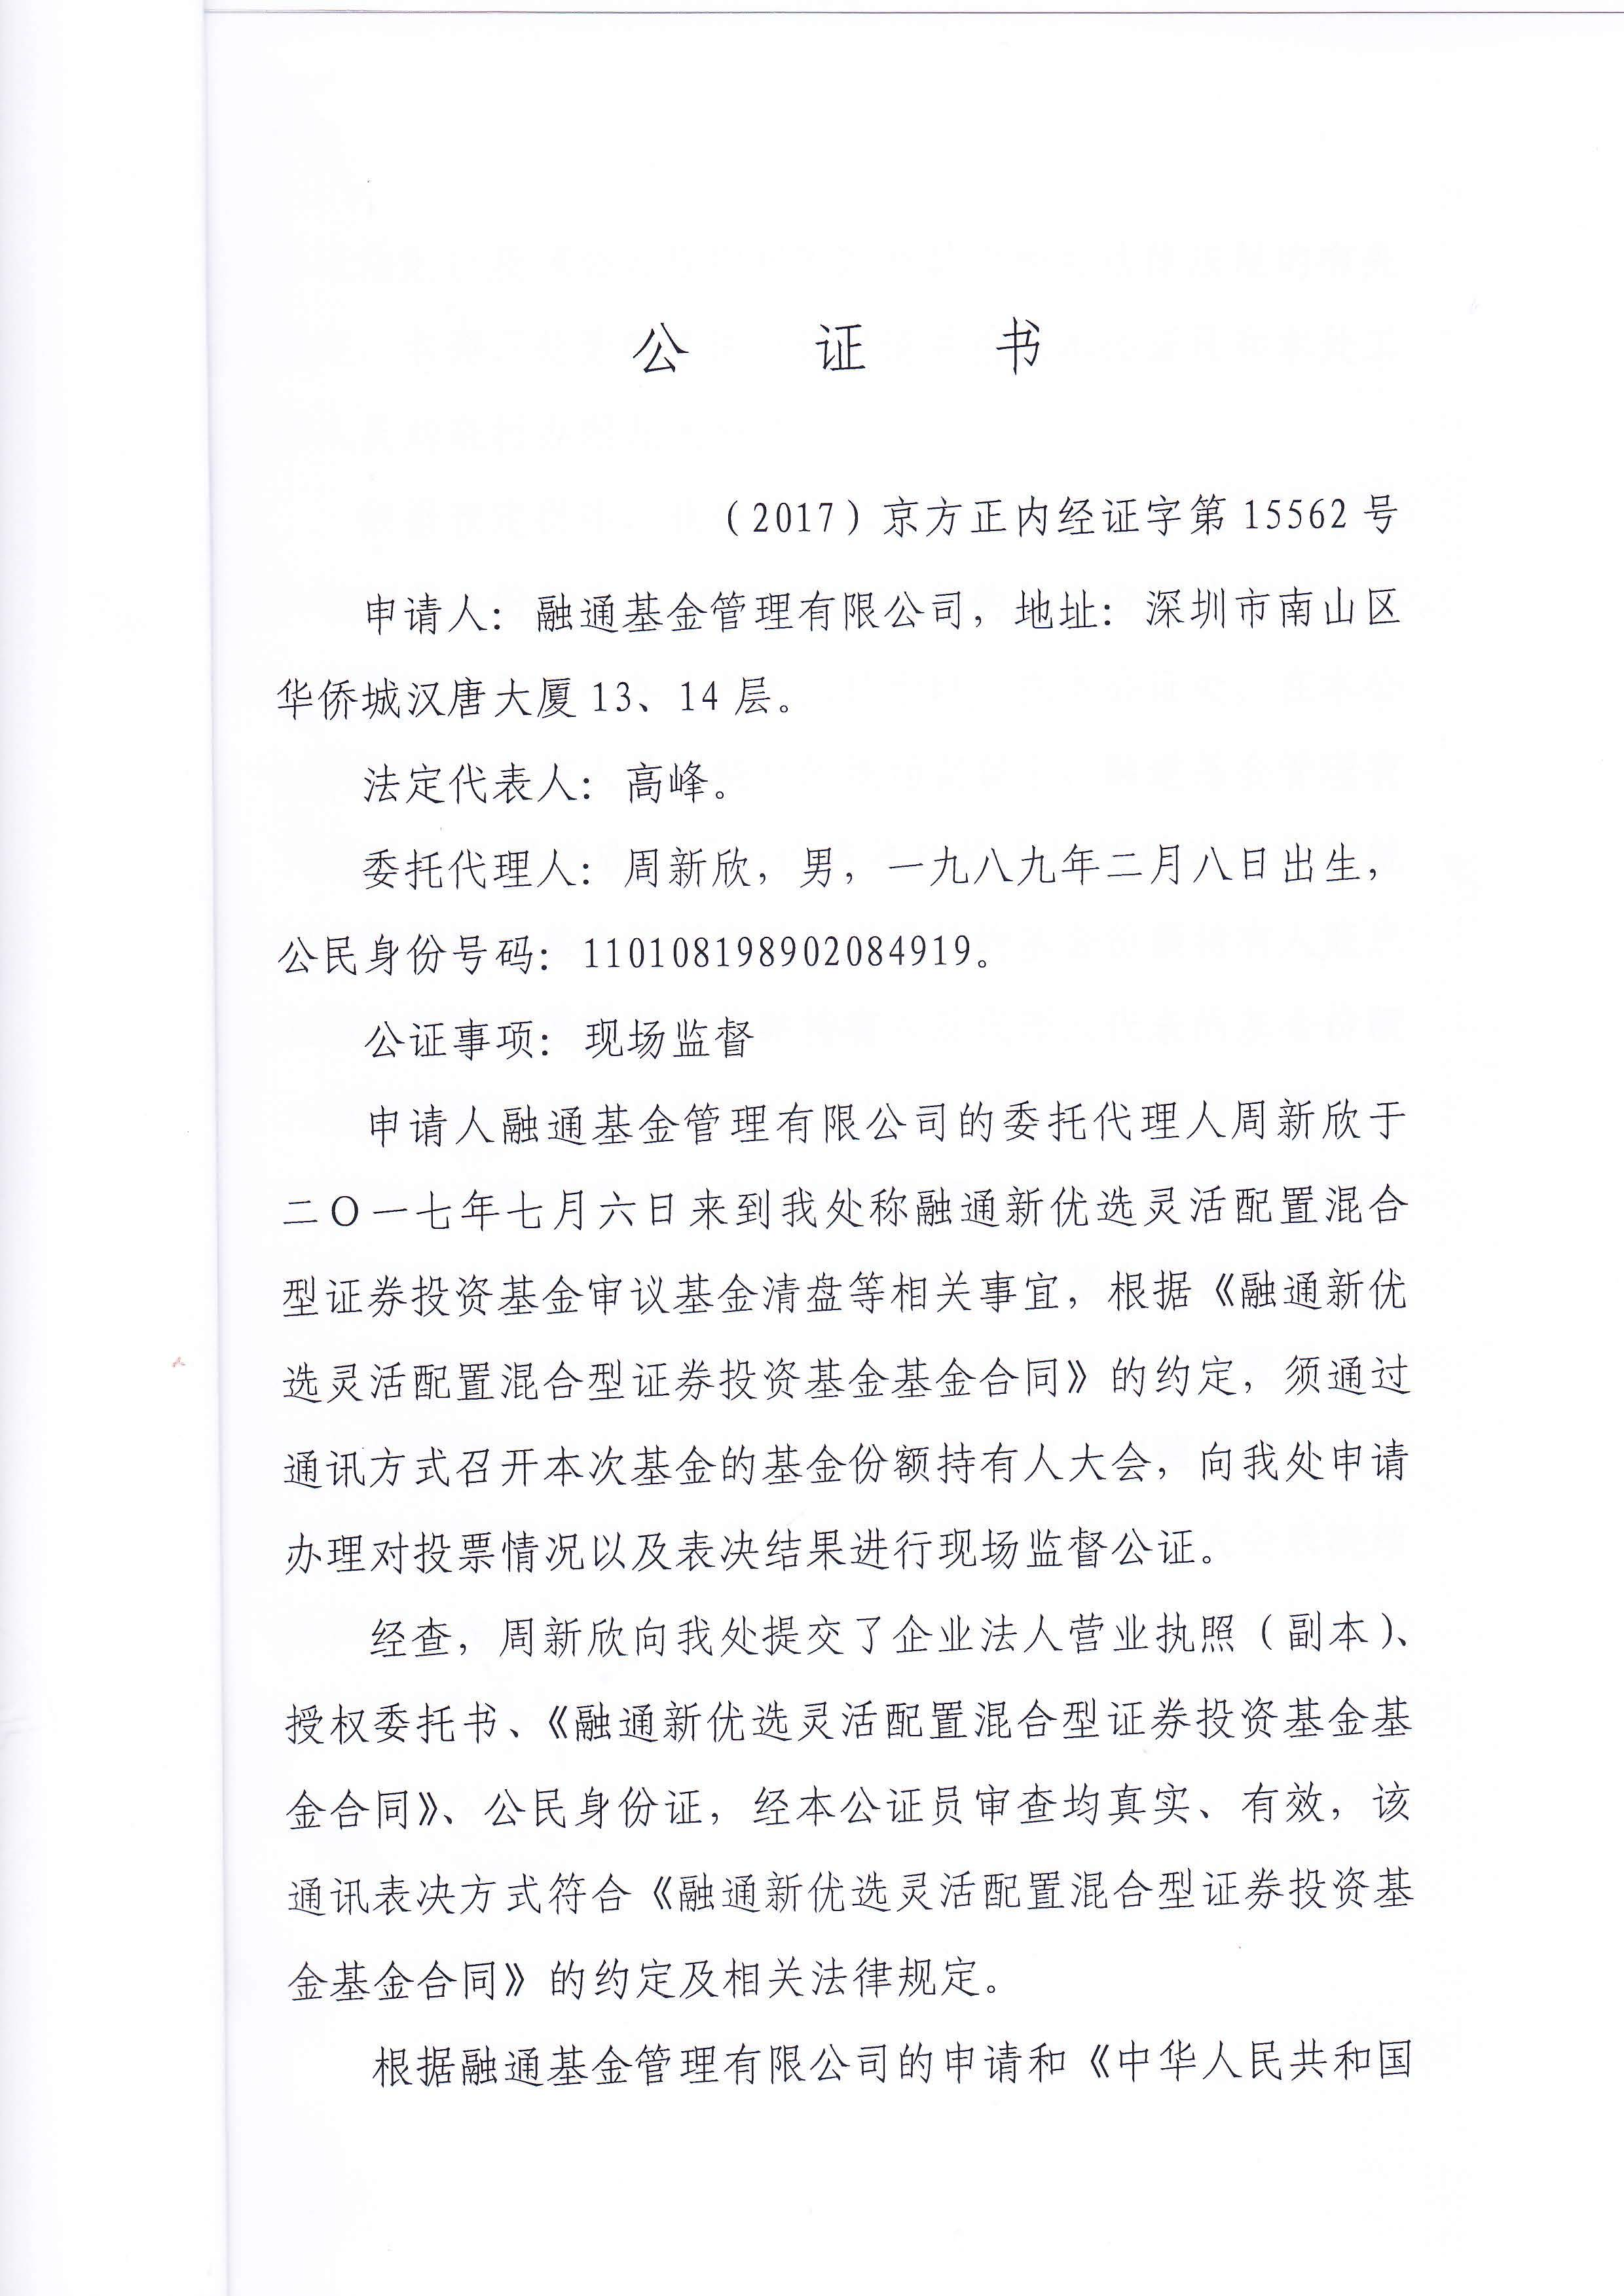 公 证 书
（2017）京方正内经证字第 15562 号
申请人：融通基金管理有限公司，地址：深圳市南山区
华侨城汉唐大厦 13、14 层。
法定代表人：高峰。
委托代理人：周新欣，男，一九八九年二月八日出生，
公民身份号码：110108198902084919。
公证事项：现场监督
申请人融通基金管理有限公司的委托代理人周新欣于
二〇一七年七月六日来到我处称融通新优选灵活配置混合
型证券投资基金审议基金清盘等相关事宜，根据《融通新优
选灵活配置混合型证券投资基金基金合同》的约定，须通过
通讯方式召开本次基金的基金份额持有人大会，向我处申请
办理对投票情况以及表决结果进行现场监督公证。
经查，周新欣向我处提交了企业法人营业执照（副本）、
授权委托书、《融通新优选灵活配置混合型证券投资基金基
金合同》、公民身份证，经本公证员审查均真实、有效，该
通讯表决方式符合《融通新优选灵活配置混合型证券投资基
金基金合同》的约定及相关法律规定。
根据融通基金管理有限公司的申请和《中华人民共和国